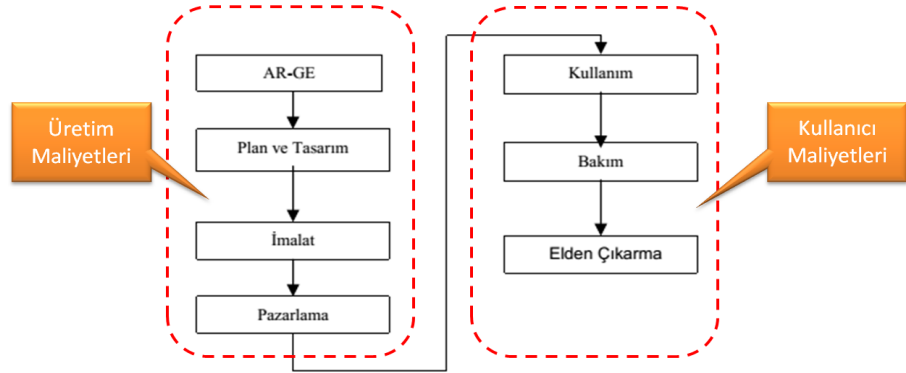 Üretim
Maliyetleri
AR-GE
Plan ve Tasarım
İmalat
Pazarlama
Kullanım
Bakım
Elden Çıkarma
Kullanıcı
Maliyetleri